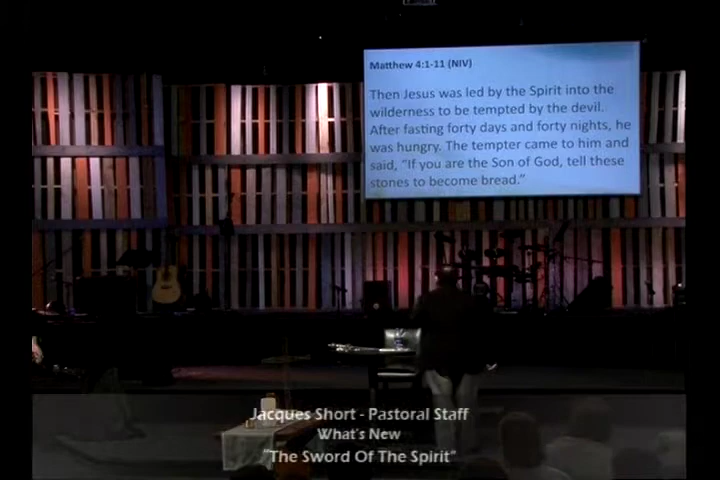 Matthew 4:1-11 (NIV)
Then Jesus was led by the Spirit into the
wilderness to be tempted by the devil.
After fasting forty days and forty nights, he
was hungry. The tempter came to him and
said, “If you are the Son of God, tell these
stones to become bread.”
Jacques Short - Pastoral Staff
What's New
"The Sword Of The Spirit"